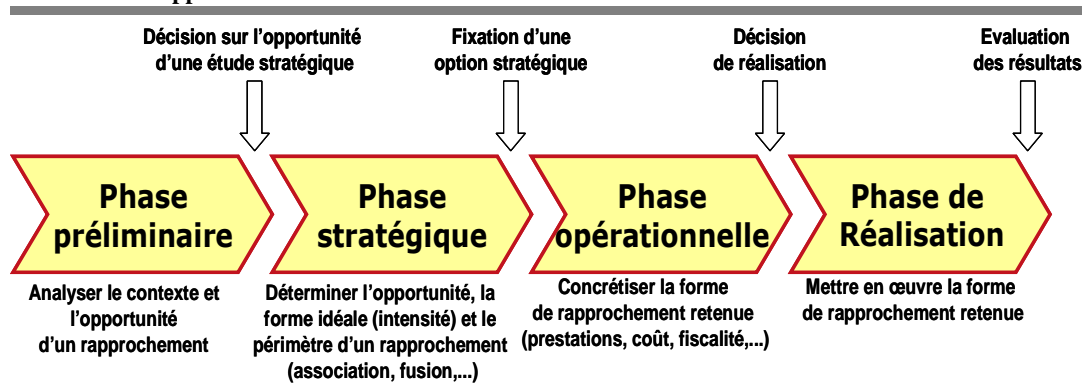 Décision sur l’opportunité
d’une étude stratégique
Fixation d’une
option stratégique
Décision
de réalisation
Evaluation
des résultats
Phase
préliminaire
Phase
stratégique
Phase
opérationnelle
Phase de
Réalisation
Analyser le contexte et
l’opportunité
d’un rapprochement
Déterminer l’opportunité, la
forme idéale (intensité) et le
périmètre d’un rapprochement
(association, fusion,...)
Concrétiser la forme
de rapprochement retenue
(prestations, coût, fiscalité,...)
Mettre en œuvre la forme
de rapprochement retenue